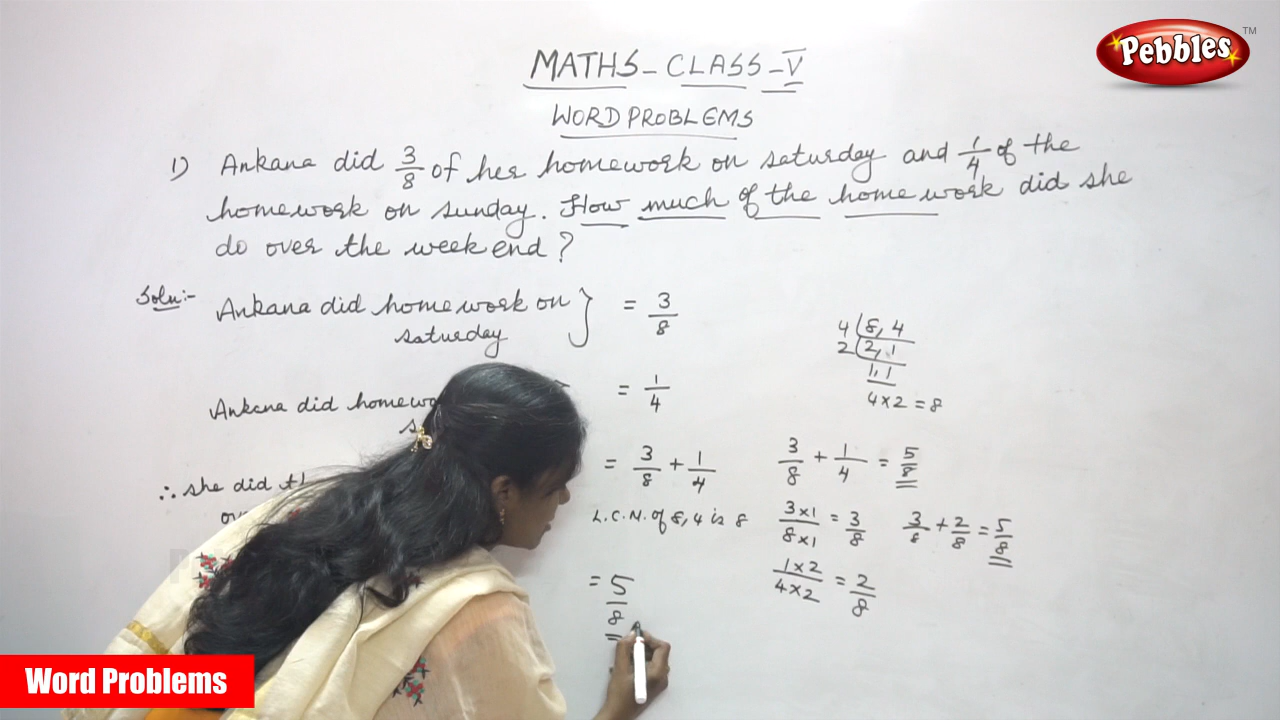 Pebbles TM
MATHS - CLASS - V
WORD PROBLEMS
1) Ankana did 3/8 of her homework on saturday and 1/4 of the
homework on sunday. How much of the home work did she
do over the week end ?
Soln:-
Ankana did home work on } = 3/8
saturday
4 | 8, 4
2 | 2, 1
1, 1
4 x 2 = 8
Ankana did = 1/4
∴ she did = 3/8 + 1/4
3/8 + 1/4 = 5/8
L.C.M. of 8, 4 is 8
3 x 1 / 8 x 1 = 3/8
3/8 + 2/8 = 5/8
1 x 2 / 4 x 2 = 2/8
= 5/8
Word Problems